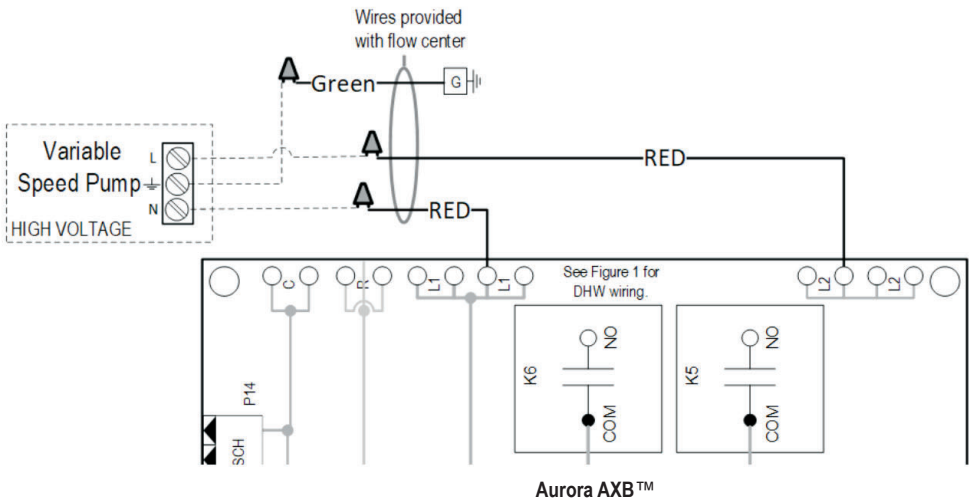 Wires provided
with flow center
Green
G
Variable
Speed Pump
L
N
HIGH VOLTAGE
RED
RED
C
R
L1
L1
See Figure 1 for
DHW wiring.
L2
L2
K6
NO
COM
K5
NO
COM
P14
SCH
Aurora AXB™